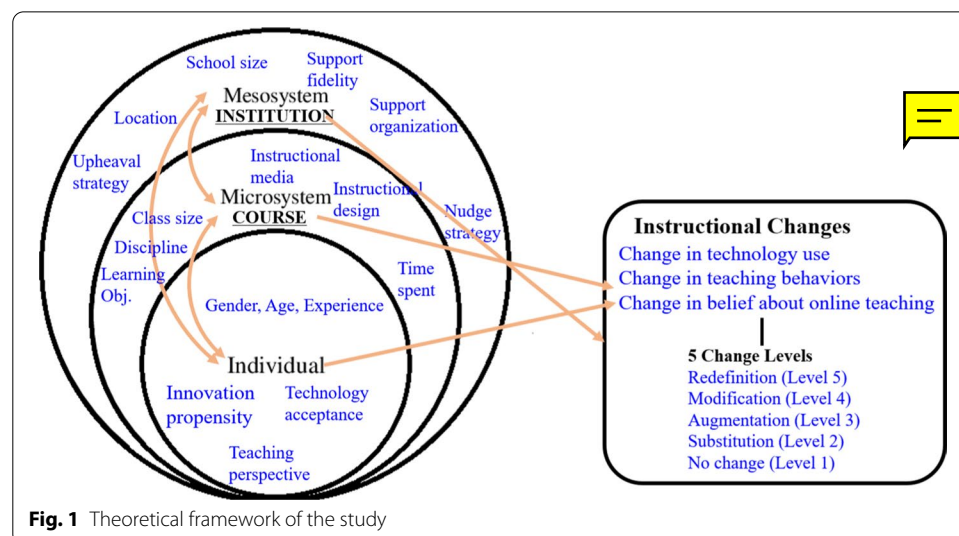 School size
Support
fidelity
Mesosystem
INSTITUTION
Support
organization
Location
Upheaval
strategy
Instructional
media
Microsystem
COURSE
Instructional
design
Class size
Nudge
strategy
Discipline
Learning
Obj.
Time
spent
Gender, Age, Experience
Individual
Innovation
propensity
Technology
acceptance
Teaching
perspective
Instructional Changes
Change in technology use
Change in teaching behaviors
Change in belief about online teaching
5 Change Levels
Redefinition (Level 5)
Modification (Level 4)
Augmentation (Level 3)
Substitution (Level 2)
No change (Level 1)
Fig. 1 Theoretical framework of the study